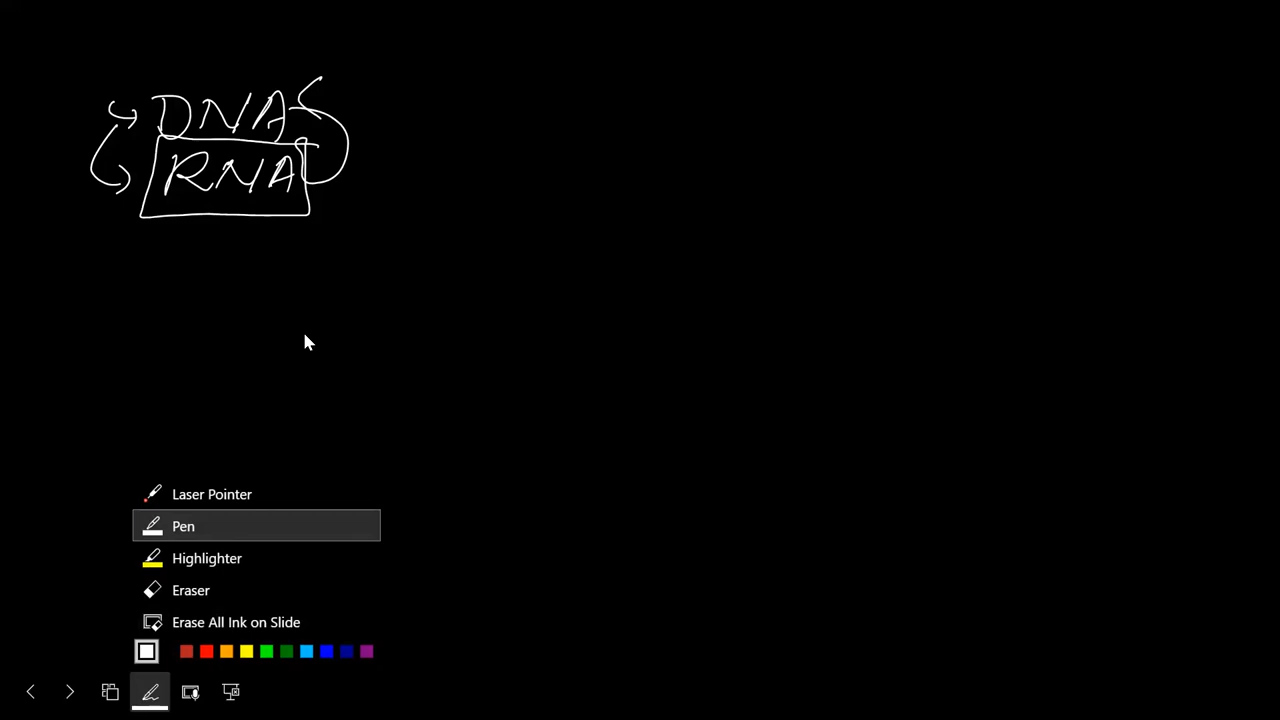 DNA
RNA
Laser Pointer
Pen
Highlighter
Eraser
Erase All Ink on Slide